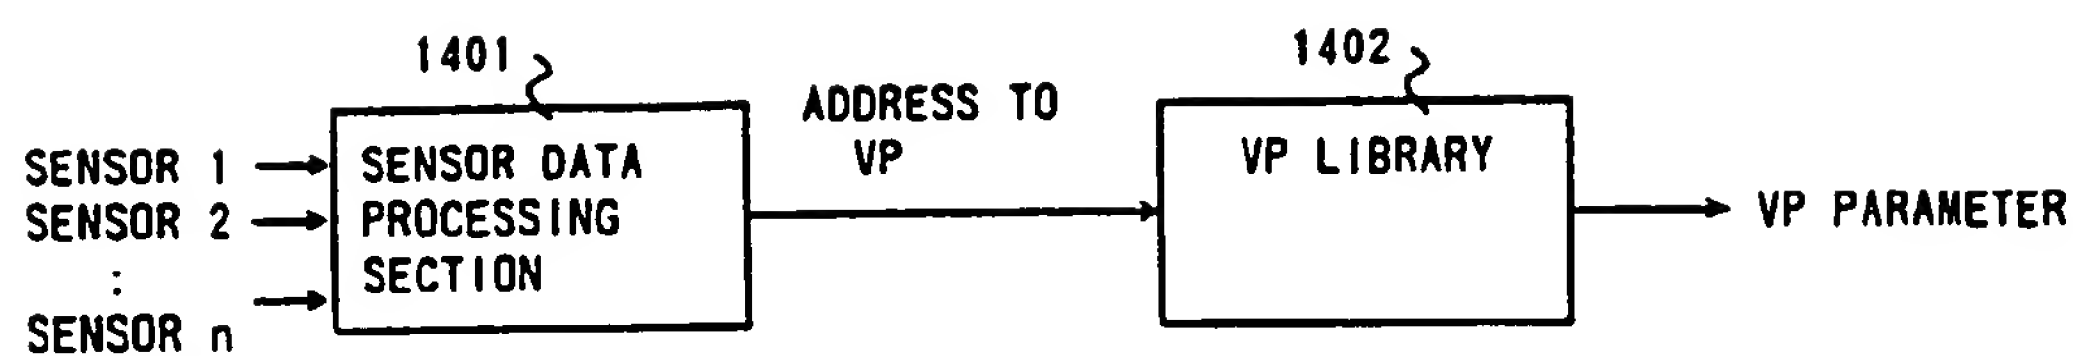 1401
1402
SENSOR 1
SENSOR 2
:
SENSOR n
SENSOR DATA
PROCESSING
SECTION
ADDRESS TO
VP
VP LIBRARY
VP PARAMETER